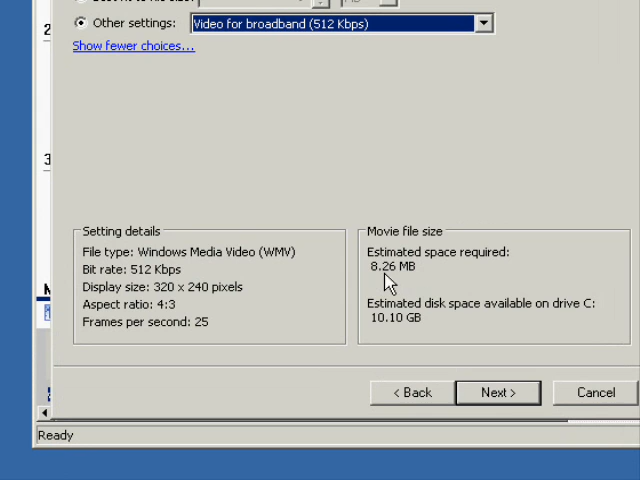 Other settings: Video for broadband (512 Kbps)
2
Show fewer choices...
3
Setting details
File type: Windows Media Video (WMV)
Bit rate: 512 Kbps
Display size: 320 x 240 pixels
Aspect ratio: 4:3
Frames per second: 25
Movie file size
Estimated space required:
8.26 MB
Estimated disk space available on drive C:
10.10 GB
< Back Next > Cancel
Ready